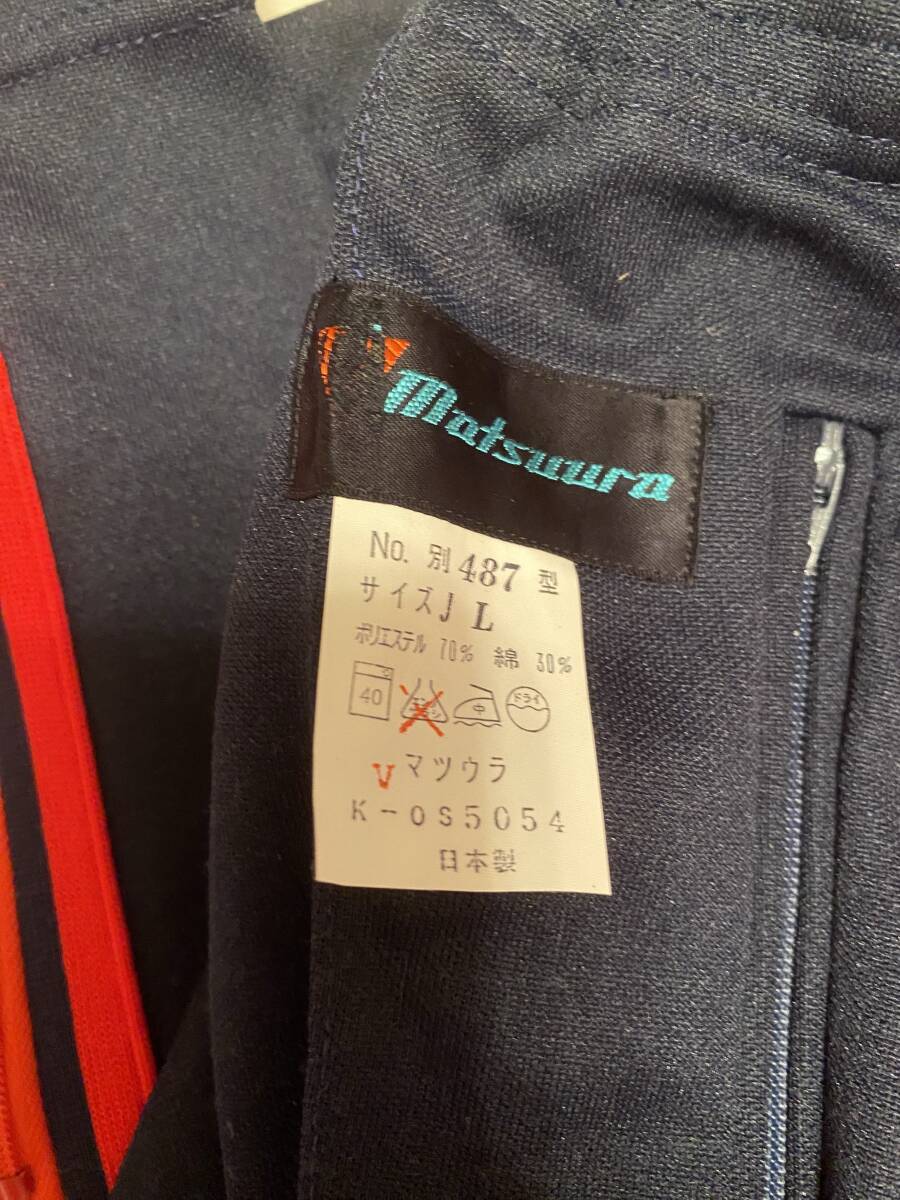 Matsuura
No. 別 487 型
サイズ J L
ポリエステル 70% 綿 30%
40 中 ドライ
V マツウラ
K-OS5054
日本製